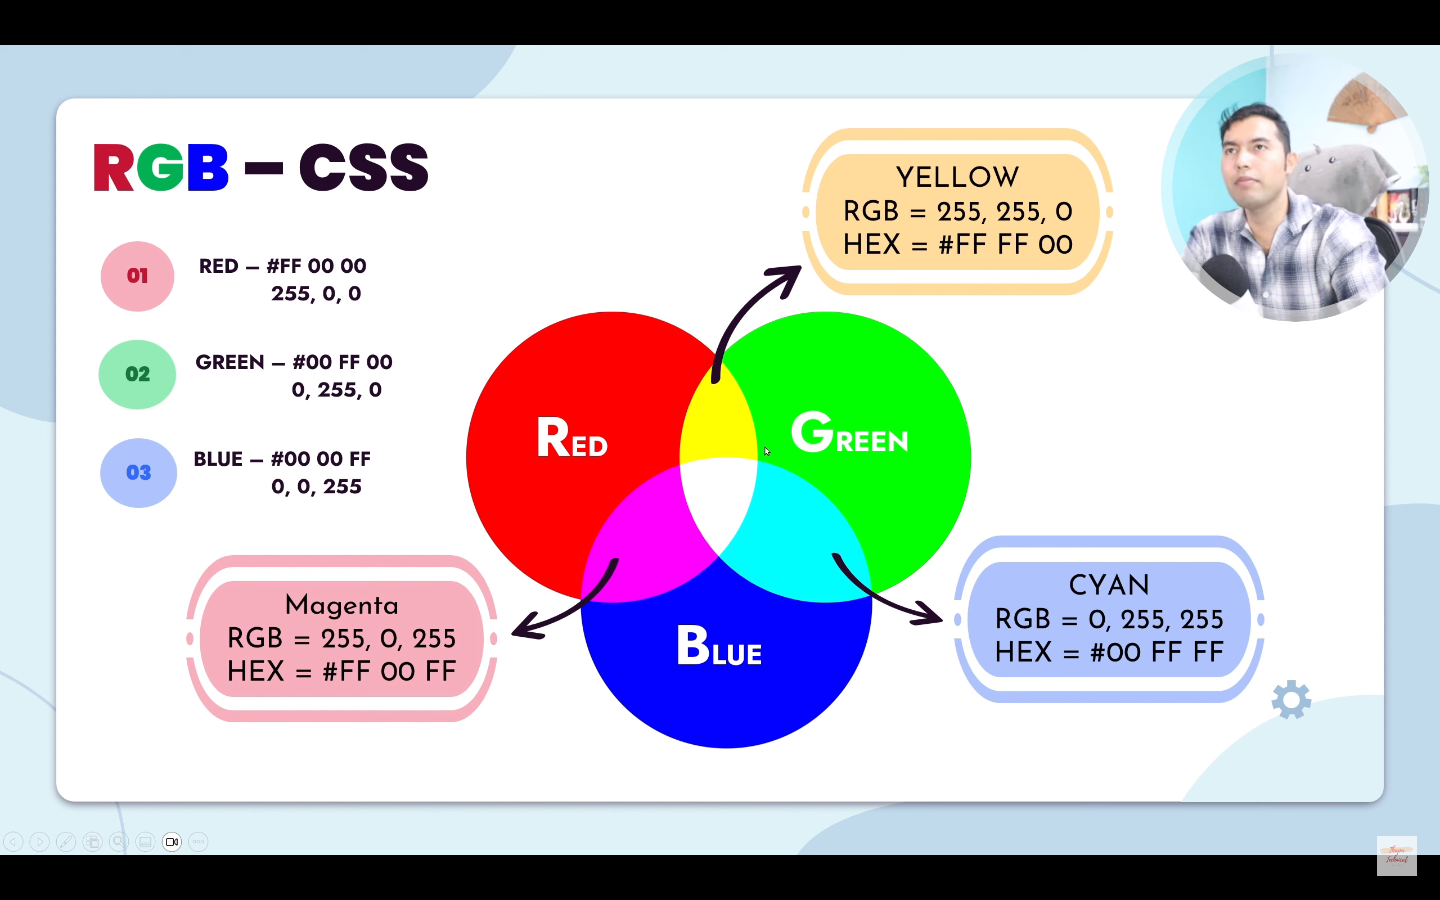 RGB – CSS
01
RED – #FF 00 00
255, 0, 0
02
GREEN – #00 FF 00
0, 255, 0
03
BLUE – #00 00 FF
0, 0, 255
YELLOW
RGB = 255, 255, 0
HEX = #FF FF 00
RED
GREEN
BLUE
Magenta
RGB = 255, 0, 255
HEX = #FF 00 FF
CYAN
RGB = 0, 255, 255
HEX = #00 FF FF